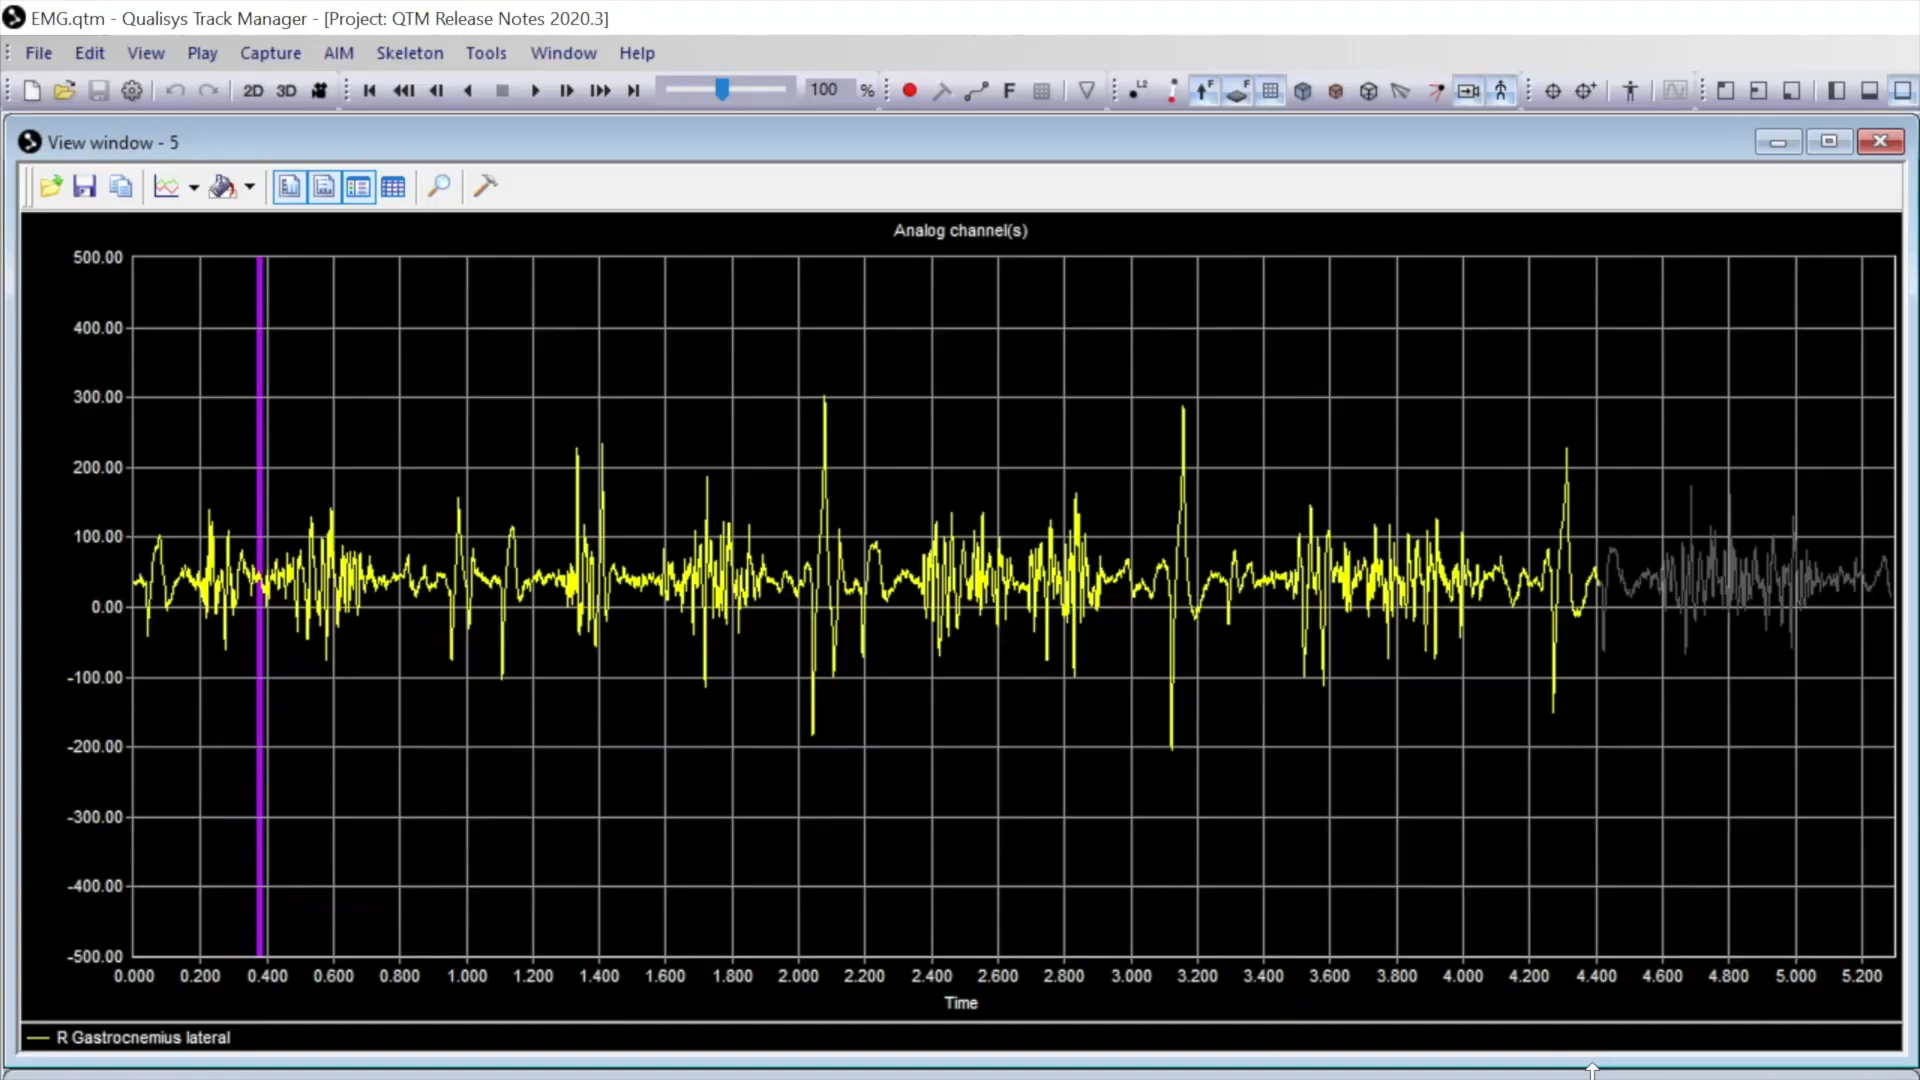 EMG.qtm - Qualisys Track Manager - [Project: QTM Release Notes 2020.3]
File Edit View Play Capture AIM Skeleton Tools Window Help
2D 3D 100 % F L2 F F
View window - 5
Analog channel(s)
500.00
400.00
300.00
200.00
100.00
0.00
-100.00
-200.00
-300.00
-400.00
-500.00
0.000 0.200 0.400 0.600 0.800 1.000 1.200 1.400 1.600 1.800 2.000 2.200 2.400 2.600 2.800 3.000 3.200 3.400 3.600 3.800 4.000 4.200 4.400 4.600 4.800 5.000 5.200
Time
R Gastrocnemius lateral